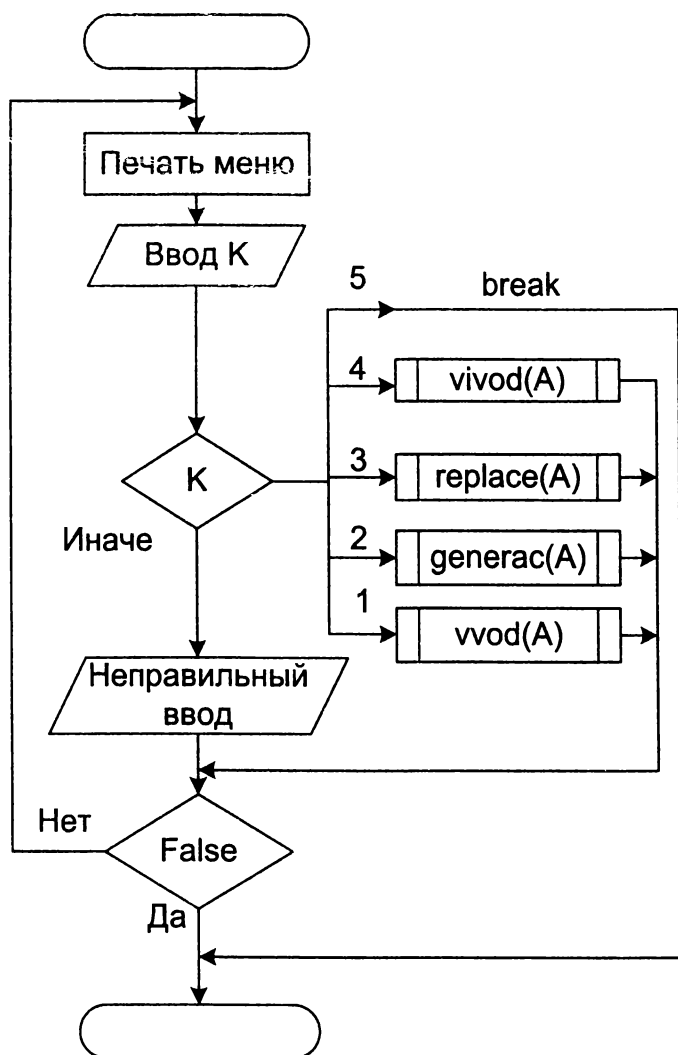 Печать меню
Ввод K
5
break
4
vivod(A)
K
3
replace(A)
Иначе
2
generac(A)
1
vvod(A)
Неправильный
ввод
Нет
False
Да